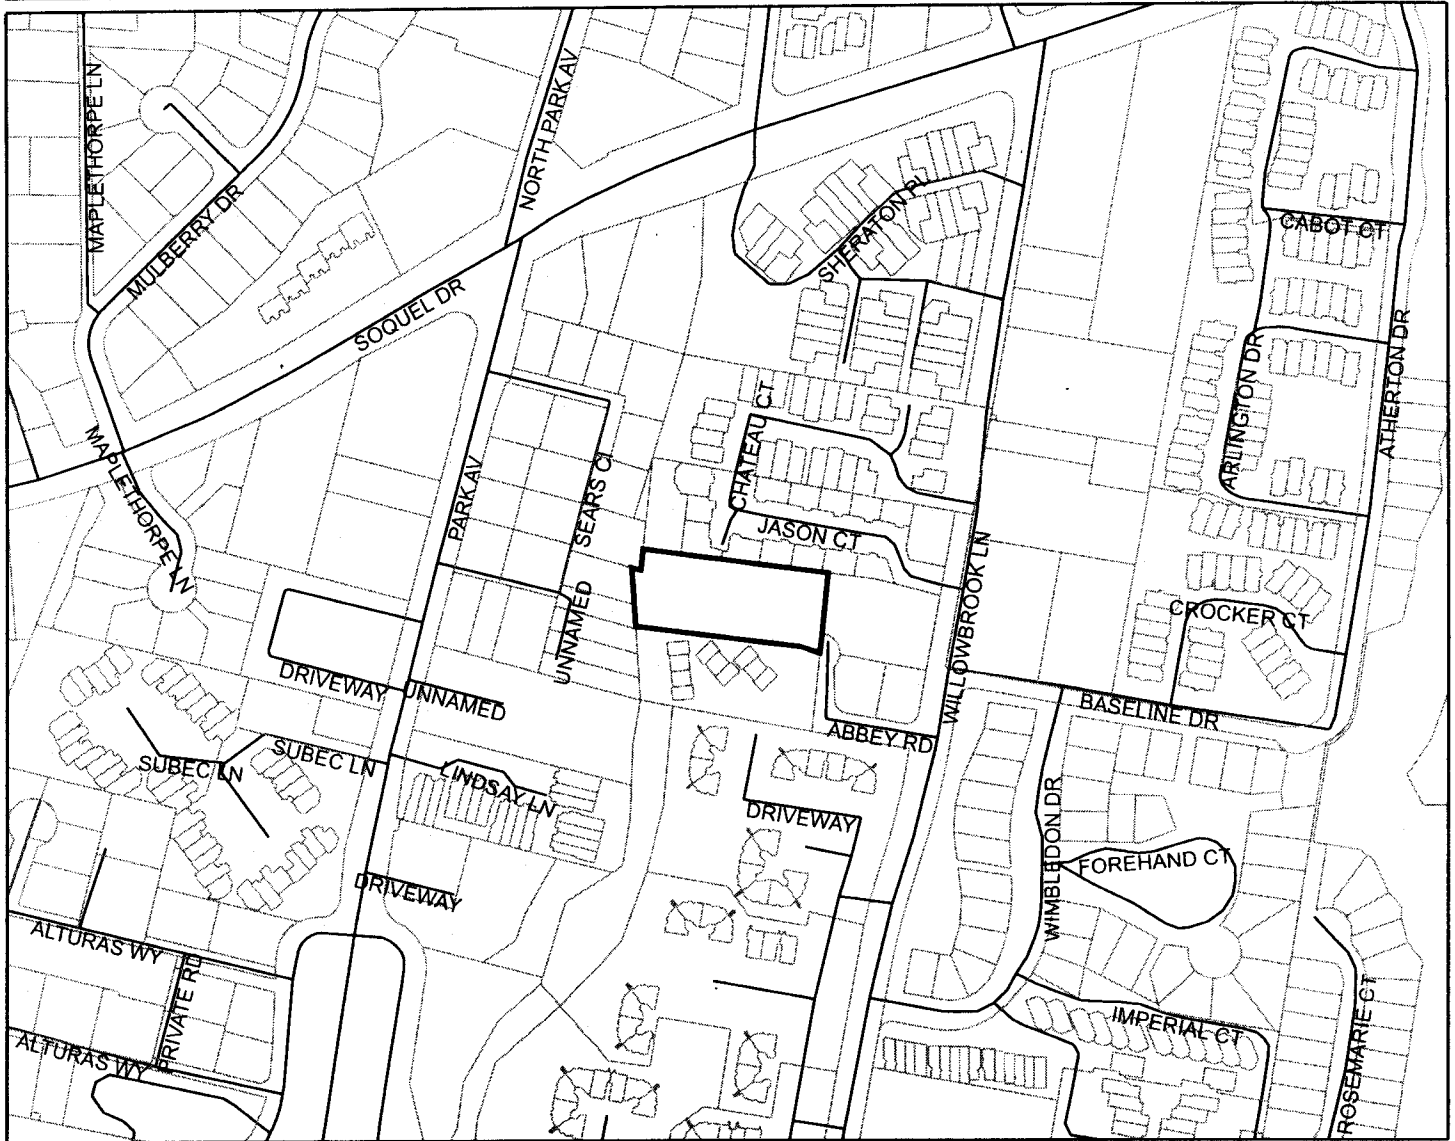 MAPLETHORPE LN
MULBERRY DR
NORTH PARK AV
SOQUEL DR
SHERATON PL
CABOT CT
ATHERTON DR
ARLINGTON DR
CHATEAU CT
MAPLETHORPE LN
PARK AV
SEARS CI
JASON CT
WILLOWBROOK LN
UNNAMED
CROCKER CT
DRIVEWAY
UNNAMED
BASELINE DR
ABBEY RD
SUBEC LN
SUBEC LN
LINDSAY LN
DRIVEWAY
WIMBLEDON DR
FOREHAND CT
DRIVEWAY
ALTURAS WY
PRIVATE RD
IMPERIAL CT
ROSEMARIE CT
ALTURAS WY